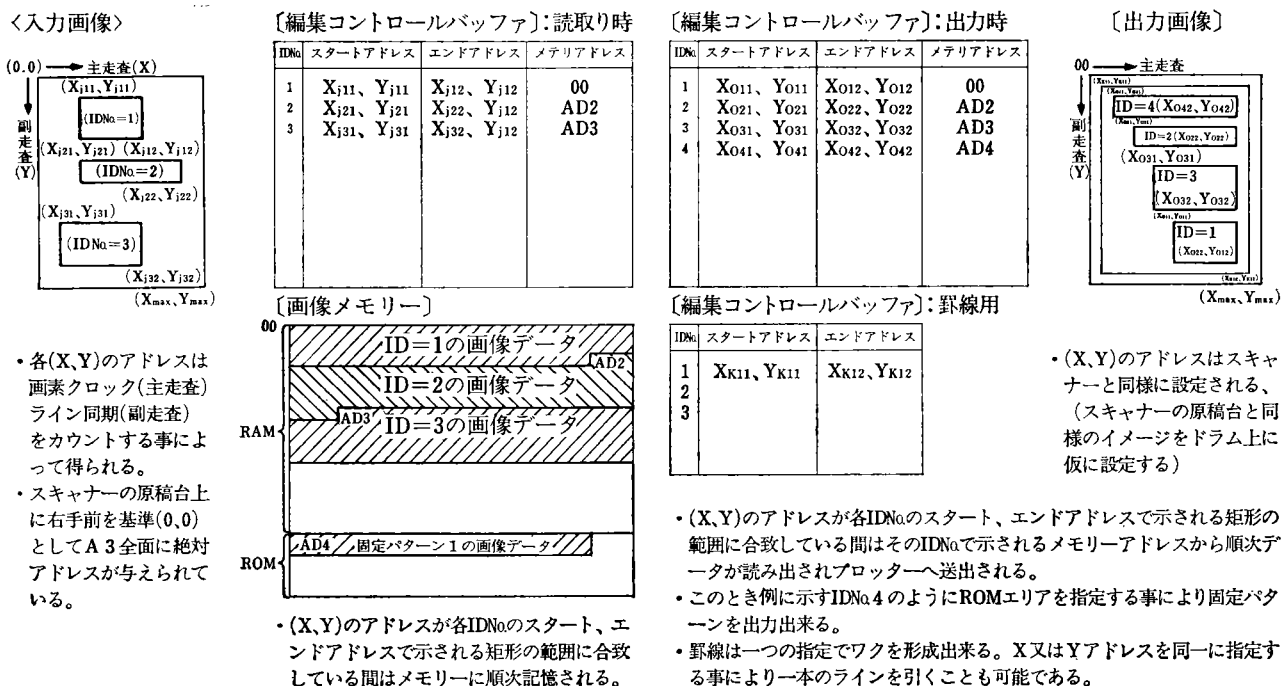 〈入力画像〉
(0.0) 主走査(X)
副走査(Y)
(Xj11、Yj11)
(IDNo.=1)
(Xj21、Yj21) (Xj12、Yj12)
(IDNo.=2)
(Xj22、Yj22)
(Xj31、Yj31)
(IDNo.=3)
(Xj32、Yj32)
(Xmax、Ymax)
・各(X、Y)のアドレスは
画素クロック(主走査)
ライン同期(副走査)
をカウントする事によ
って得られる。
・スキャナーの原稿台上
に右手前を基準(0,0)
としてA3全面に絶対
アドレスが与えられて
いる。
〔編集コントロールバッファ〕:読取り時
IDNo. スタートアドレス エンドアドレス メテリアドレス
1 Xj11、Yj11 Xj12、Yj12 00
2 Xj21、Yj21 Xj22、Yj12 AD2
3 Xj31、Yj31 Xj32、Yj12 AD3
〔画像メモリー〕
00
ID=1の画像データ
AD2
ID=2の画像データ
AD3 ID=3の画像データ
RAM
AD4 固定パターン1の画像データ
ROM
・(X、Y)のアドレスが各IDNo.のスタート、エ
ンドアドレスで示される矩形の範囲に合致
している間はメモリーに順次記憶される。
〔編集コントロールバッファ〕:出力時
IDNo. スタートアドレス エンドアドレス メテリアドレス
1 XO11、YO11 XO12、YO12 00
2 XO21、YO21 XO22、YO22 AD2
3 XO31、YO31 XO32、YO32 AD3
4 XO41、YO41 XO42、YO42 AD4
〔編集コントロールバッファ〕:罫線用
IDNo. スタートアドレス エンドアドレス
1 XK11、YK11 XK12、YK12
2
3
〔出力画像〕
00 主走査
副走査(Y)
ID=4(XO42、YO42)
ID=2(XO22、YO22)
(XO31、YO31)
ID=3
(XO32、YO32)
ID=1
(XO22、YO12)
(Xmax、Ymax)
・(X、Y)のアドレスはスキャ
ナーと同様に設定される、
(スキャナーの原稿台と同
様のイメージをドラム上に
仮に設定する)
・(X、Y)のアドレスが各IDNo.のスタート、エンドアドレスで示される矩形の
範囲に合致している間はそのIDNo.で示されるメモリーアドレスから順次デ
ータが読み出されプロッターへ送出される。
・このとき例に示すIDNo.4のようにROMエリアを指定する事により固定パタ
ーンを出力出来る。
・罫線は一つの指定でワクを形成出来る。X又はYアドレスを同一に指定す
る事により一本のラインを引くことも可能である。